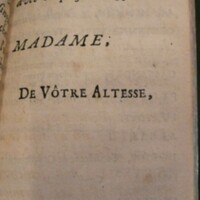 MADAME,
DE VÔTRE ALTESSE,